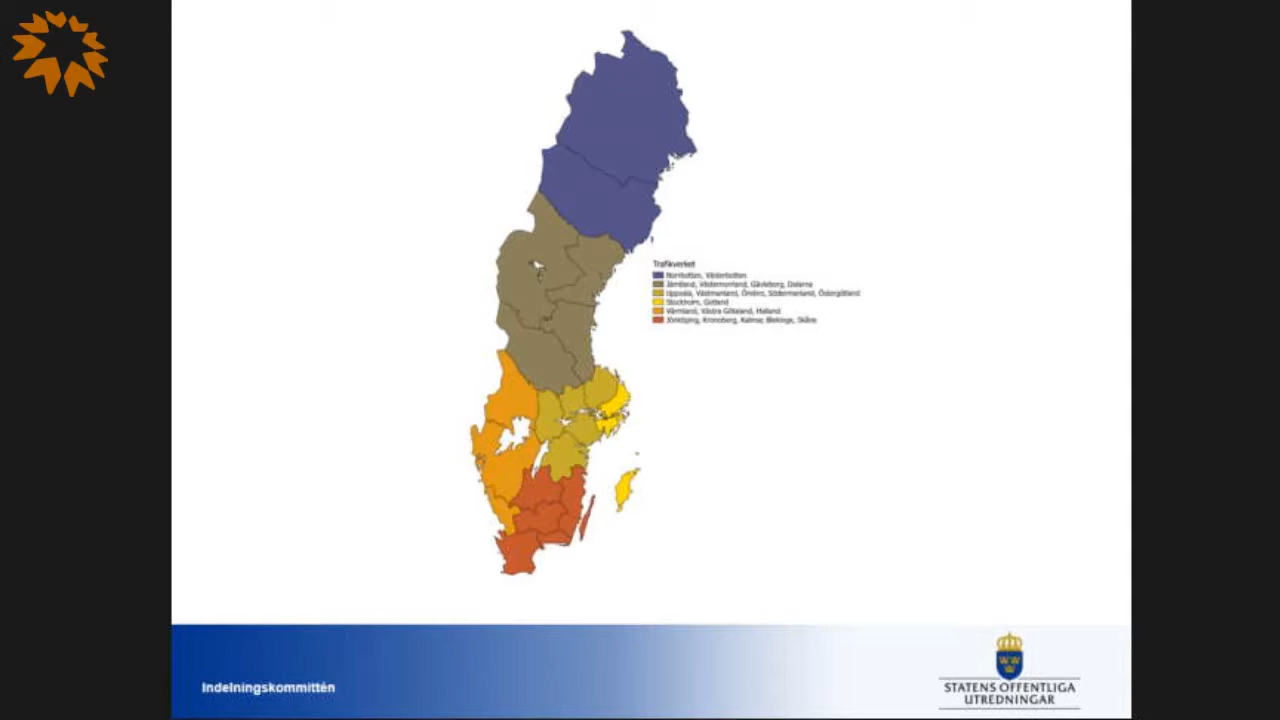 Trafikverket
Norrbotten, Västerbotten
Jämtland, Västernorrland, Gävleborg, Dalarna
Uppsala, Västmanland, Örebro, Södermanland, Östergötland
Stockholm, Gotland
Värmland, Västra Götaland, Halland
Jönköping, Kronoberg, Kalmar, Blekinge, Skåne
Indelningskommittén
STATENS OFFENTLIGA
UTREDNINGAR